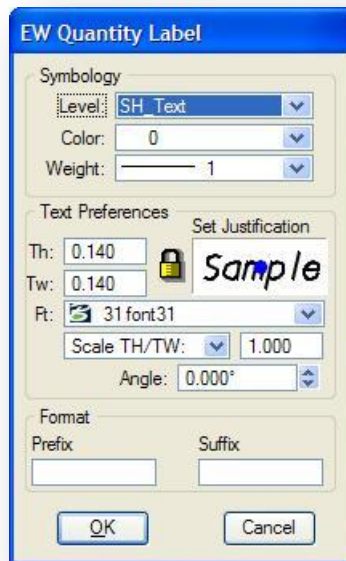 EW Quantity Label
Symbology
Level: SH_Text
Color: 0
Weight: 1
Text Preferences
Set Justification
Th: 0.140
Tw: 0.140
Sample
Ft: 31 font31
Scale TH/TW: 1.000
Angle: 0.000°
Format
Prefix Suffix
OK Cancel